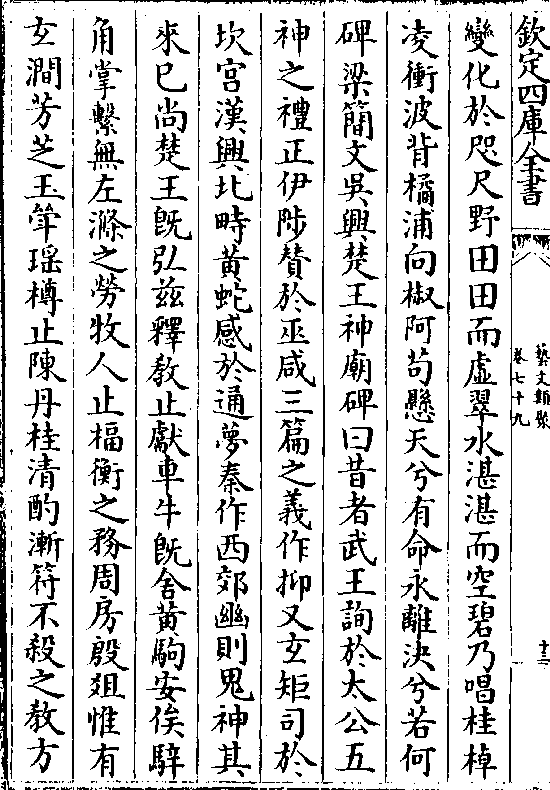 欽定四庫全書
藝文類聚
卷七十九
十三
變化於咫尺野田田而虛翠水湛湛而空碧乃唱桂棹
凌衝波背橘浦向椒阿苟懸天兮有命永離決兮若何
碑梁簡文吳興楚王神廟碑曰昔者武王詢於太公五
神之禮正伊陟賛於巫咸三篇之義作抑又玄矩司於
坎宫漢興北畤黄蛇感於通夢秦作西郊幽則鬼神其
來已尚楚王既弘兹釋教止獻車牛既舍黄駒安俟騂
角掌繫無左滌之勞牧人止楅衡之務周房殷爼惟有
玄澗芳芝玉斝瑶樽止陳丹桂清酌漸符不殺之教方